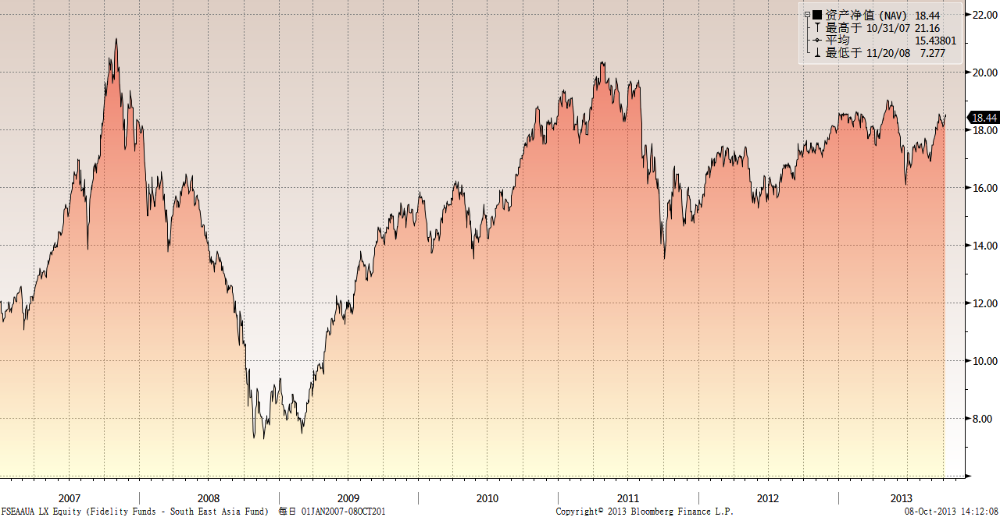 资产净值 (NAV) 18.44
最高于 10/31/07 21.16
平均 15.43801
最低于 11/20/08 7.277
22.00
20.00
18.44
18.00
16.00
14.00
12.00
10.00
8.00
2007 2008 2009 2010 2011 2012 2013
FSEAAUA LX Equity (Fidelity Funds - South East Asia Fund) 每日 01JAN2007-08OCT201 Copyright© 2013 Bloomberg Finance L.P. 08-Oct-2013 14:12:08